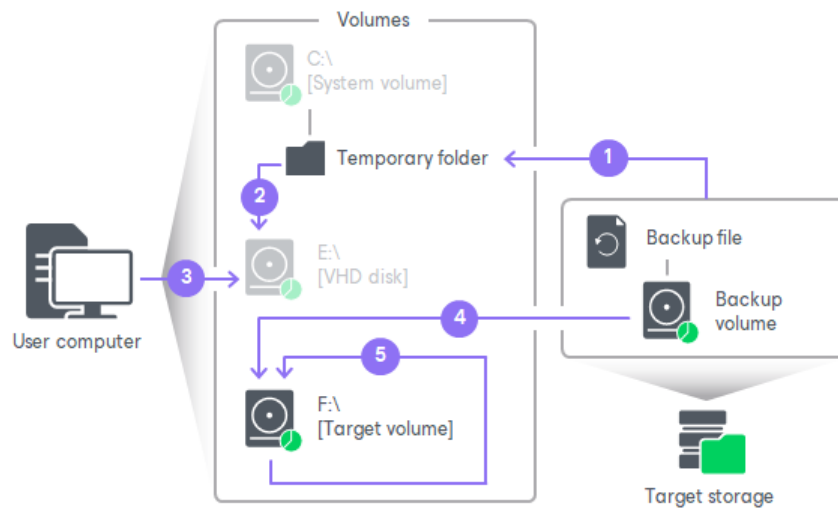 Volumes
C:\
[System volume]
Temporary folder
1
2
Backup file
E:\
[VHD disk]
3
Backup
volume
User computer
4
5
F:\
[Target volume]
Target storage